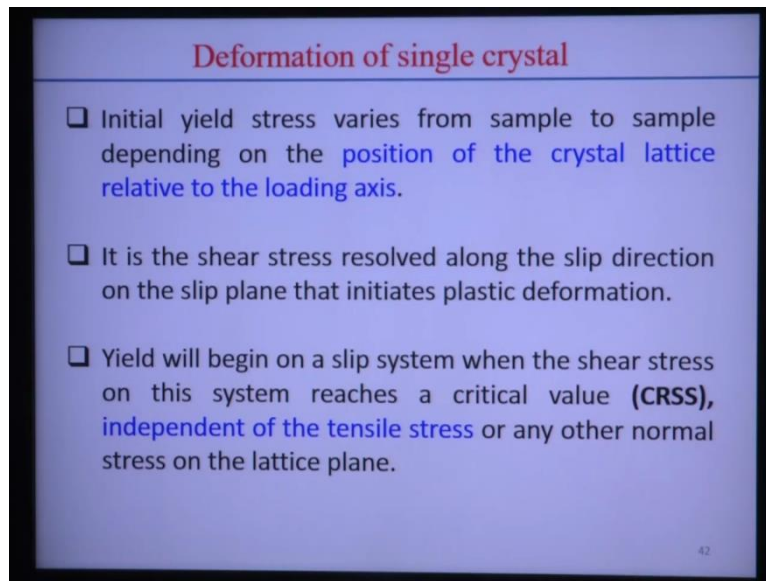 Deformation of single crystal
❑ Initial yield stress varies from sample to sample
depending on the position of the crystal lattice
relative to the loading axis.
❑ It is the shear stress resolved along the slip direction
on the slip plane that initiates plastic deformation.
❑ Yield will begin on a slip system when the shear stress
on this system reaches a critical value (CRSS),
independent of the tensile stress or any other normal
stress on the lattice plane.
42